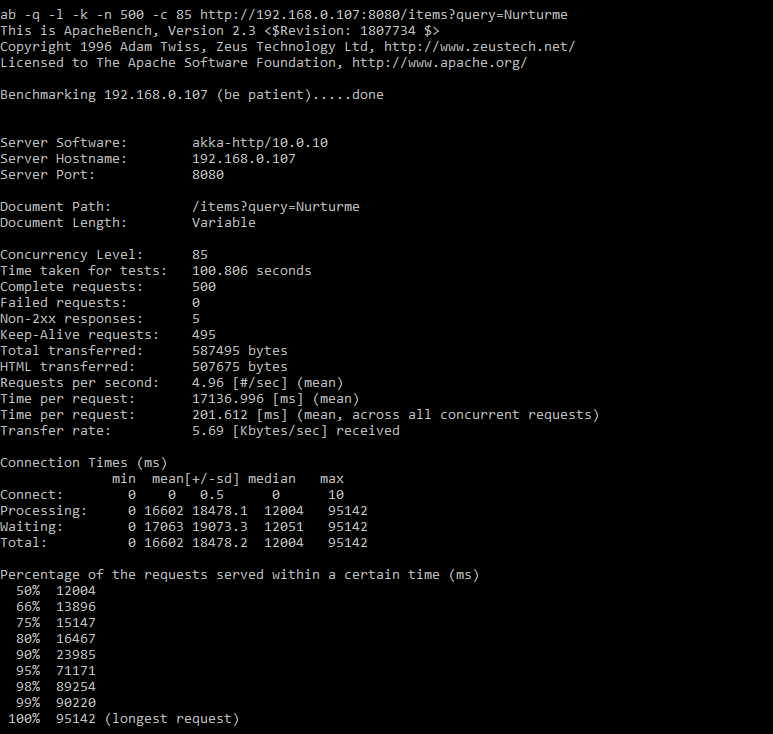 ab -q -l -k -n 500 -c 85 http://192.168.0.107:8080/items?query=Nurturme
This is ApacheBench, Version 2.3 <$Revision: 1807734 $>
Copyright 1996 Adam Twiss, Zeus Technology Ltd, http://www.zeustech.net/
Licensed to The Apache Software Foundation, http://www.apache.org/

Benchmarking 192.168.0.107 (be patient).....done


Server Software:        akka-http/10.0.10
Server Hostname:        192.168.0.107
Server Port:            8080

Document Path:          /items?query=Nurturme
Document Length:        Variable

Concurrency Level:      85
Time taken for tests:   100.806 seconds
Complete requests:      500
Failed requests:        0
Non-2xx responses:      5
Keep-Alive requests:    495
Total transferred:      587495 bytes
HTML transferred:       507675 bytes
Requests per second:    4.96 [#/sec] (mean)
Time per request:       17136.996 [ms] (mean)
Time per request:       201.612 [ms] (mean, across all concurrent requests)
Transfer rate:          5.69 [Kbytes/sec] received

Connection Times (ms)
              min  mean[+/-sd] median   max
Connect:        0    0   0.5      0      10
Processing:     0 16602 18478.1  12004   95142
Waiting:        0 17063 19073.3  12051   95142
Total:          0 16602 18478.2  12004   95142

Percentage of the requests served within a certain time (ms)
  50%  12004
  66%  13896
  75%  15147
  80%  16467
  90%  23985
  95%  71171
  98%  89254
  99%  90220
 100%  95142 (longest request)